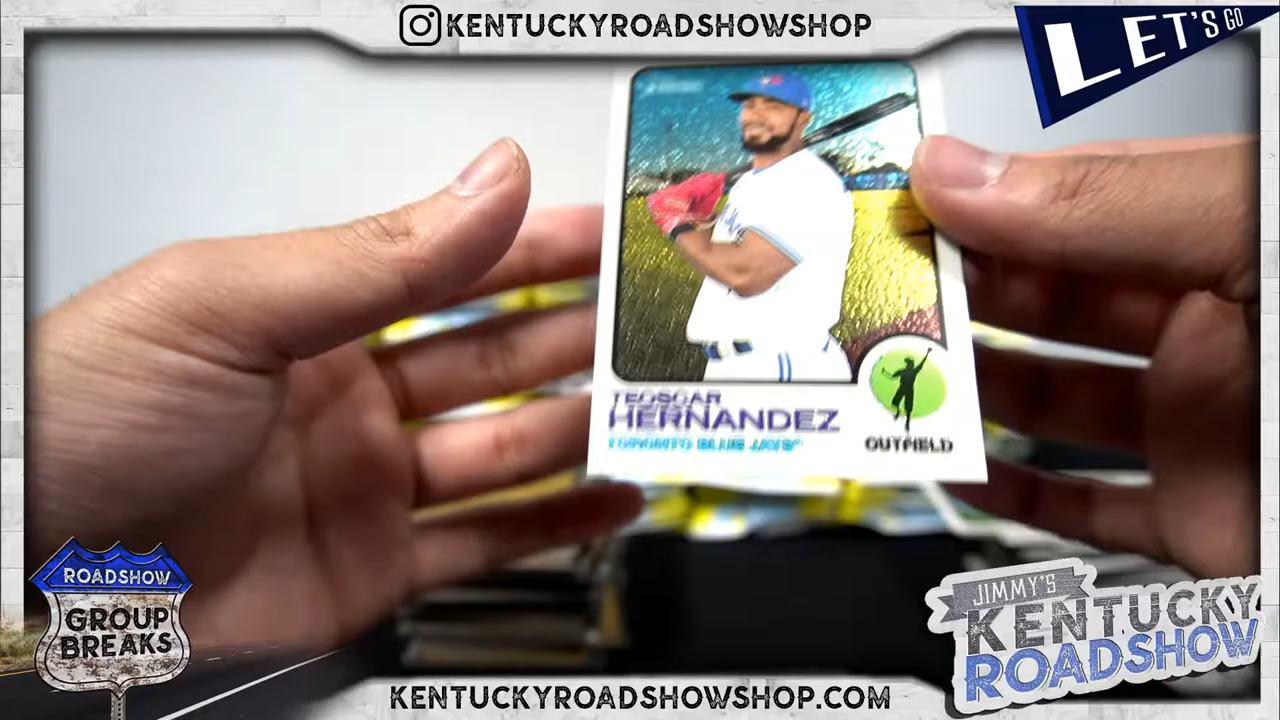 KENTUCKYROADSHOWSHOP
LET'S GO
TEOSCAR
HERNANDEZ
TORONTO BLUE JAYS
OUTFIELD
ROADSHOW
GROUP
BREAKS
JIMMY'S
KENTUCKY
ROADSHOW
KENTUCKYROADSHOWSHOP.COM